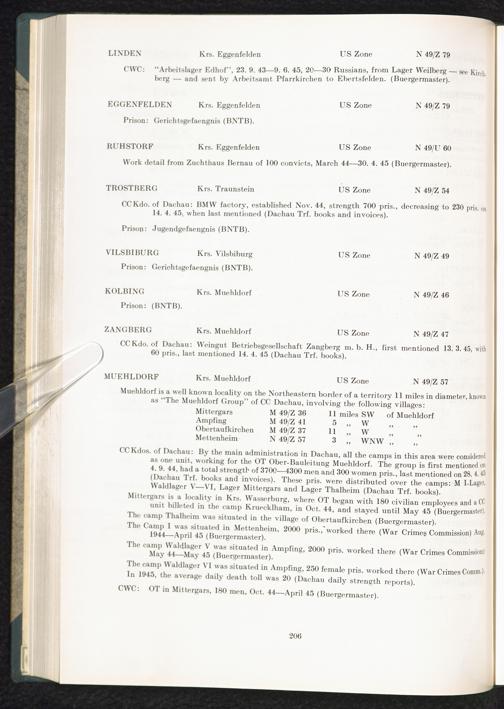 LINDEN Krs. Eggenfelden US Zone N 49/Z 79
CWC: "Arbeitslager Edhof", 23. 9. 43—9. 6. 45, 20—30 Russians, from Lager Weilberg — see Kirch-
berg — and sent by Arbeitsamt Pfarrkirchen to Ebertsfelden. (Buergermaster).
EGGENFELDEN Krs. Eggenfelden US Zone N 49/Z 79
Prison: Gerichtsgefaengnis (BNTB).
RUHSTORF Krs. Eggenfelden US Zone N 49/U 60
Work detail from Zuchthaus Bernau of 100 convicts, March 44—30. 4. 45 (Buergermaster).
TROSTBERG Krs. Traunstein US Zone N 49/Z 54
CC Kdo. of Dachau: BMW factory, established Nov. 44, strength 700 pris., decreasing to 230 pris. on
14. 4. 45, when last mentioned (Dachau Trf. books and invoices).
Prison: Jugendgefaengnis (BNTB).
VILSBIBURG Krs. Vilsbiburg US Zone N 49/Z 49
Prison: Gerichtsgefaengnis (BNTB).
KOLBING Krs. Muehldorf US Zone N 49/Z 46
Prison: (BNTB).
ZANGBERG Krs. Muehldorf US Zone N 49/Z 47
CC Kdo. of Dachau: Weingut Betriebsgesellschaft Zangberg m. b. H., first mentioned 13. 3. 45, with
60 pris., last mentioned 14. 4. 45 (Dachau Trf. books).
MUEHLDORF Krs. Muehldorf US Zone N 49/Z 57
Muehldorf is a well known locality on the Northeastern border of a territory 11 miles in diameter, known
as "The Muehldorf Group" of CC Dachau, involving the following villages:
Mittergars M 49/Z 36 11 miles SW of Muehldorf
Ampfing M 49/Z 41 5 „ W „ „
Obertaufkirchen M 49/Z 37 11 „ W „ „
Mettenheim N 49/Z 57 3 „ WNW „ „
CC Kdos. of Dachau: By the main administration in Dachau, all the camps in this area were considered
as one unit, working for the OT Ober-Bauleitung Muehldorf. The group is first mentioned on
4. 9. 44, had a total strength of 3700—4300 men and 300 women pris., last mentioned on 28. 4. 45
(Dachau Trf. books and invoices). These pris. were distributed over the camps: M I-Lager,
Waldlager V—VI, Lager Mittergars and Lager Thalheim (Dachau Trf. books).
Mittergars is a locality in Krs. Wasserburg, where OT began with 180 civilian employees and a CC
unit billeted in the camp Kruecklham, in Oct. 44, and stayed until May 45 (Buergermaster).
The camp Thalheim was situated in the village of Obertaufkirchen (Buergermaster).
The Camp I was situated in Mettenheim, 2000 pris., worked there (War Crimes Commission) Aug.
1944—April 45 (Buergermaster).
The camp Waldlager V was situated in Ampfing, 2000 pris. worked there (War Crimes Commission)
May 44—May 45 (Buergermaster).
The camp Waldlager VI was situated in Ampfing, 250 female pris. worked there (War Crimes Comm.).
In 1945, the average daily death toll was 20 (Dachau daily strength reports).
CWC: OT in Mittergars, 180 men, Oct. 44—April 45 (Buergermaster).
206